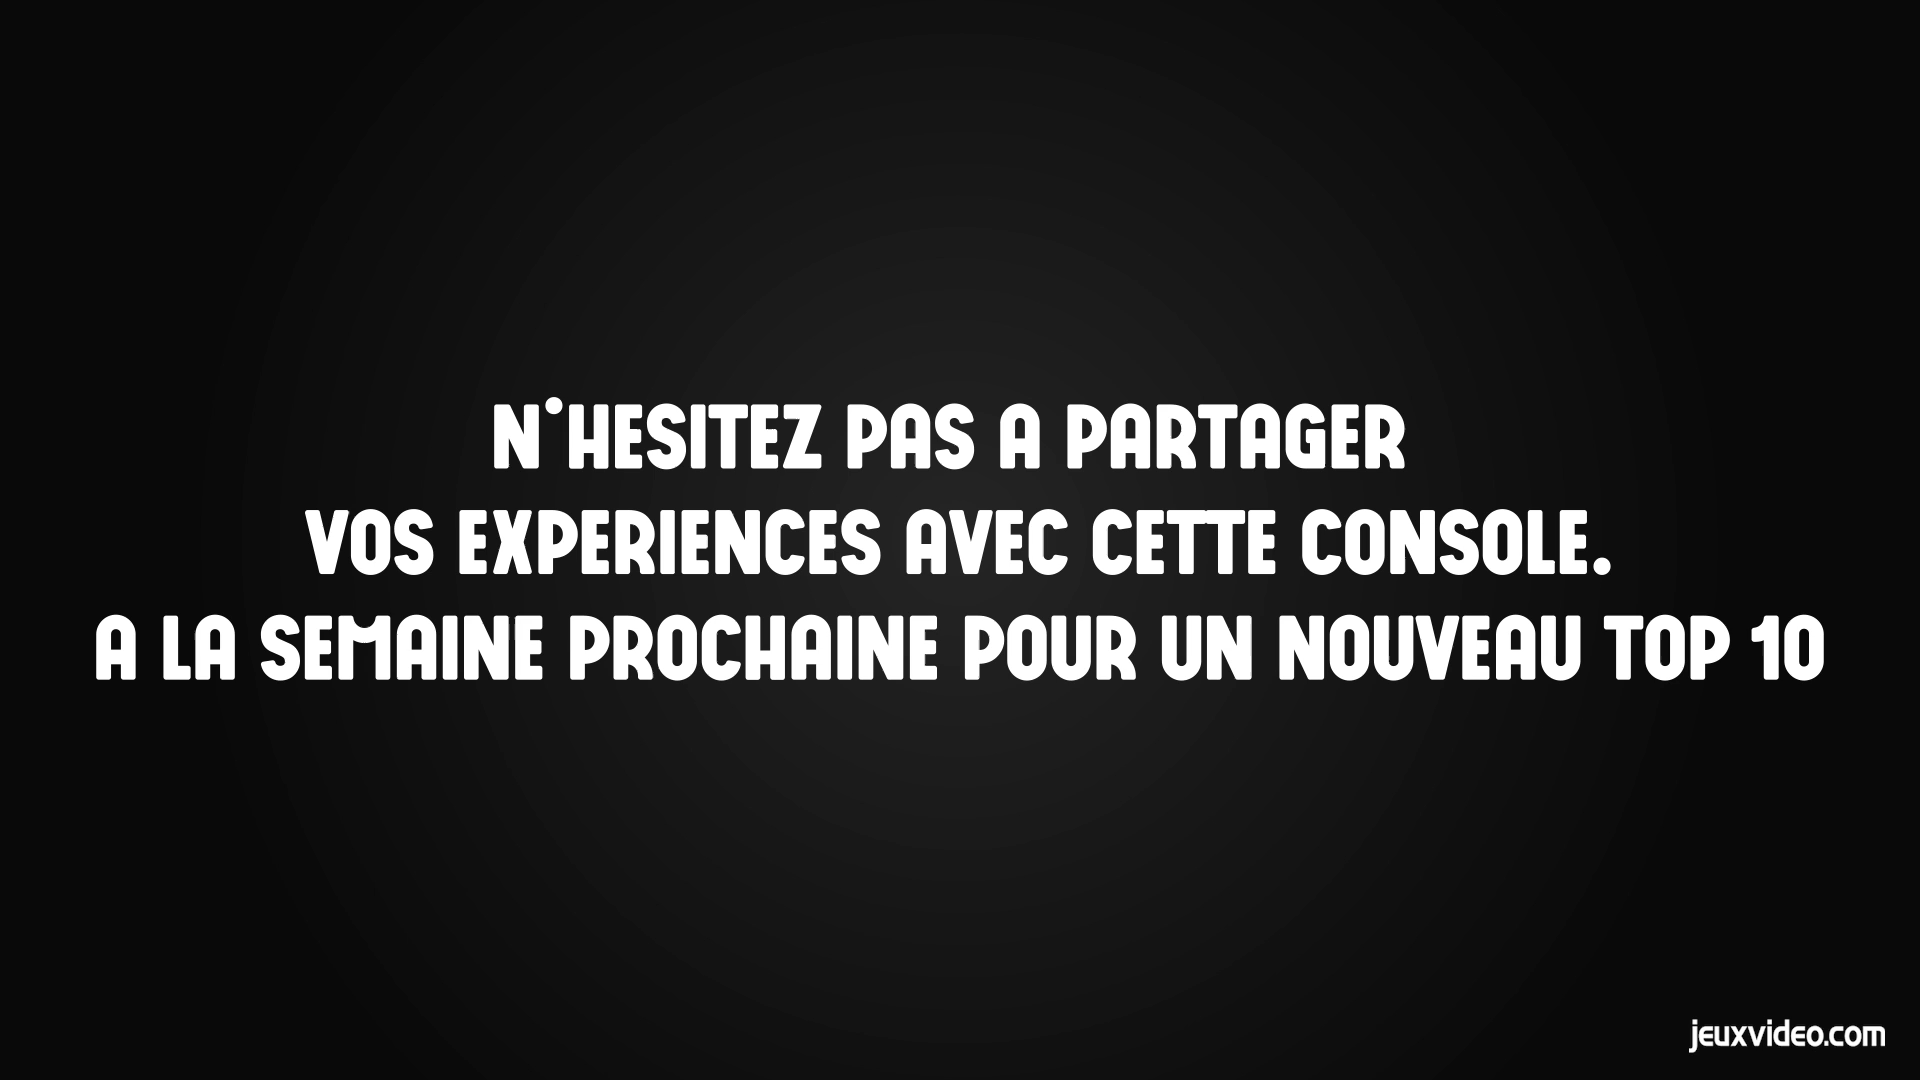 N'HESITEZ PAS A PARTAGER
VOS EXPERIENCES AVEC CETTE CONSOLE.
A LA SEMAINE PROCHAINE POUR UN NOUVEAU TOP 10
jeuxvideo.com